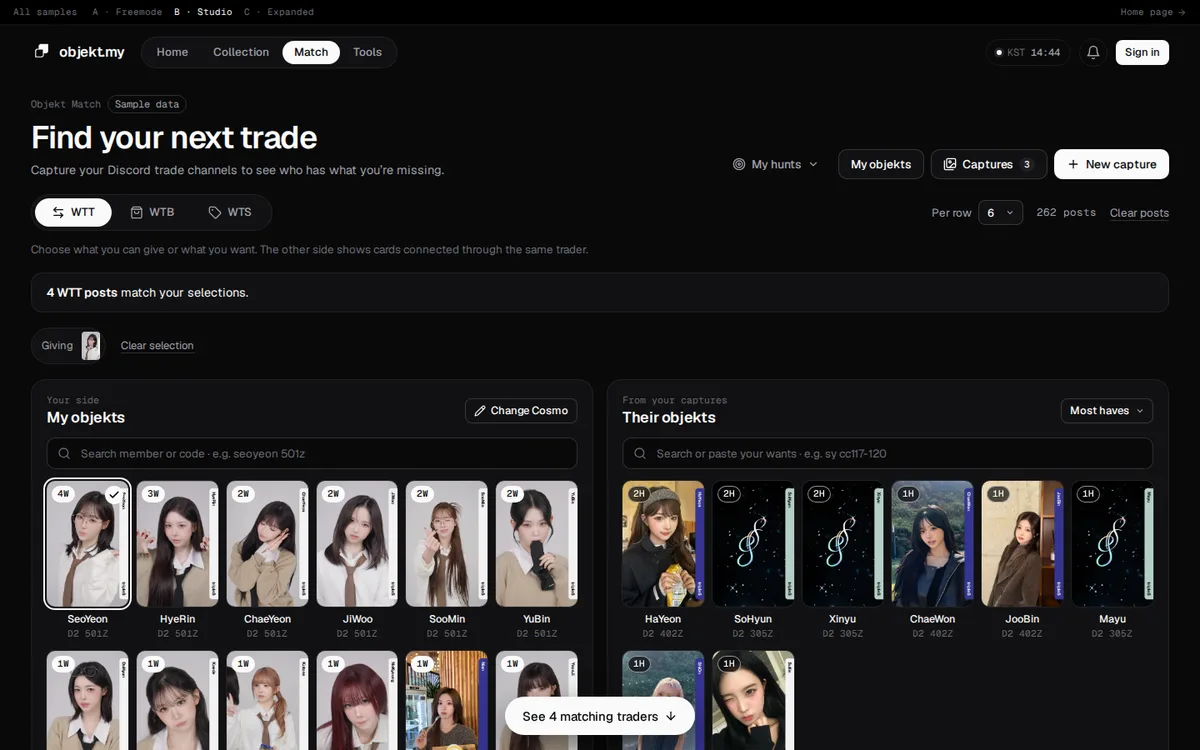 All samples A · Freemode B · Studio C · Expanded Home page →
objekt.my Home Collection Match Tools KST 14:44 Sign in
Objekt Match Sample data
Find your next trade
Capture your Discord trade channels to see who has what you're missing.
My hunts My objekts Captures 3 + New capture
WTT WTB WTS Per row 6 262 posts Clear posts
Choose what you can give or what you want. The other side shows cards connected through the same trader.
4 WTT posts match your selections.
Giving Clear selection
Your side
My objekts
Change Cosmo
Search member or code · e.g. seoyeon 501z
4W 3W 2W 2W 2W 2W
SeoYeon HyeRin ChaeYeon JiWoo SooMin YuBin
D2 501Z D2 501Z D2 501Z D2 501Z D2 501Z D2 501Z
1W 1W 1W 1W 1W 1W
From your captures
Their objekts
Most haves
Search or paste your wants · e.g. sy cc117-120
2H 2H 2H 1H 1H 1H
HaYeon SoHyun Xinyu ChaeWon JooBin Mayu
D2 402Z D2 305Z D2 305Z D2 402Z D2 402Z D2 305Z
1H 1H
See 4 matching traders ↓